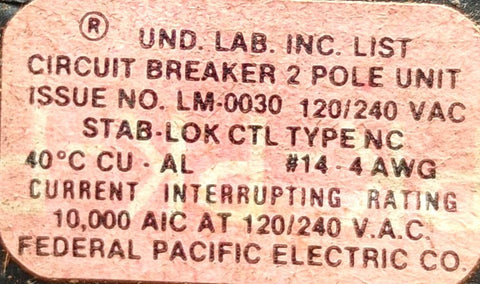 ® UND. LAB. INC. LIST
CIRCUIT BREAKER 2 POLE UNIT
ISSUE NO. LM-0030 120/240 VAC
STAB-LOK CTL TYPE NC
40°C CU - AL #14 - 4 AWG
CURRENT INTERRUPTING RATING
10,000 AIC AT 120/240 V.A.C.
FEDERAL PACIFIC ELECTRIC CO.